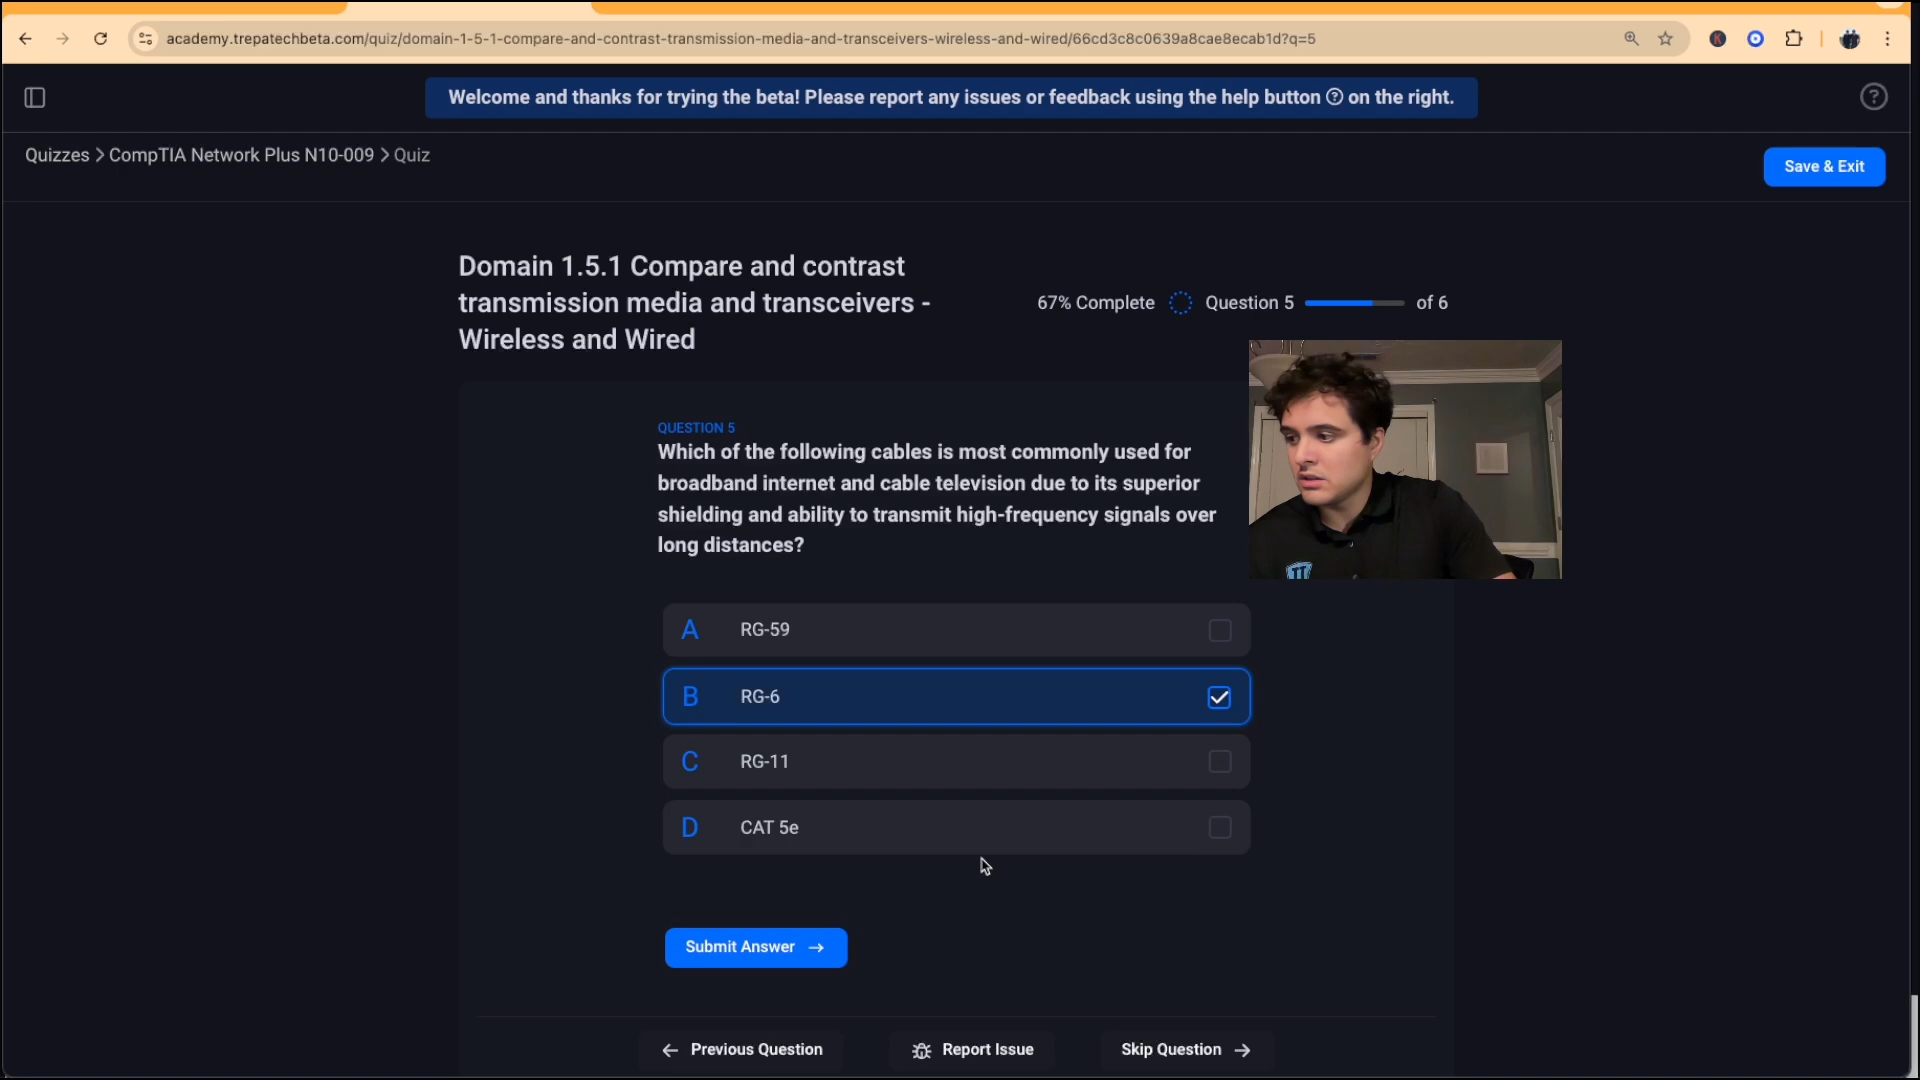 academy.trepatechbeta.com/quiz/domain-1-5-1-compare-and-contrast-transmission-media-and-transceivers-wireless-and-wired/66cd3c8c0639a8cae8ecab1d?q=5
Welcome and thanks for trying the beta! Please report any issues or feedback using the help button ? on the right.
Quizzes > CompTIA Network Plus N10-009 > Quiz
Save & Exit
Domain 1.5.1 Compare and contrast
transmission media and transceivers -
Wireless and Wired
67% Complete Question 5 of 6
QUESTION 5
Which of the following cables is most commonly used for
broadband internet and cable television due to its superior
shielding and ability to transmit high-frequency signals over
long distances?
A RG-59
B RG-6
C RG-11
D CAT 5e
Submit Answer →
← Previous Question Report Issue Skip Question →